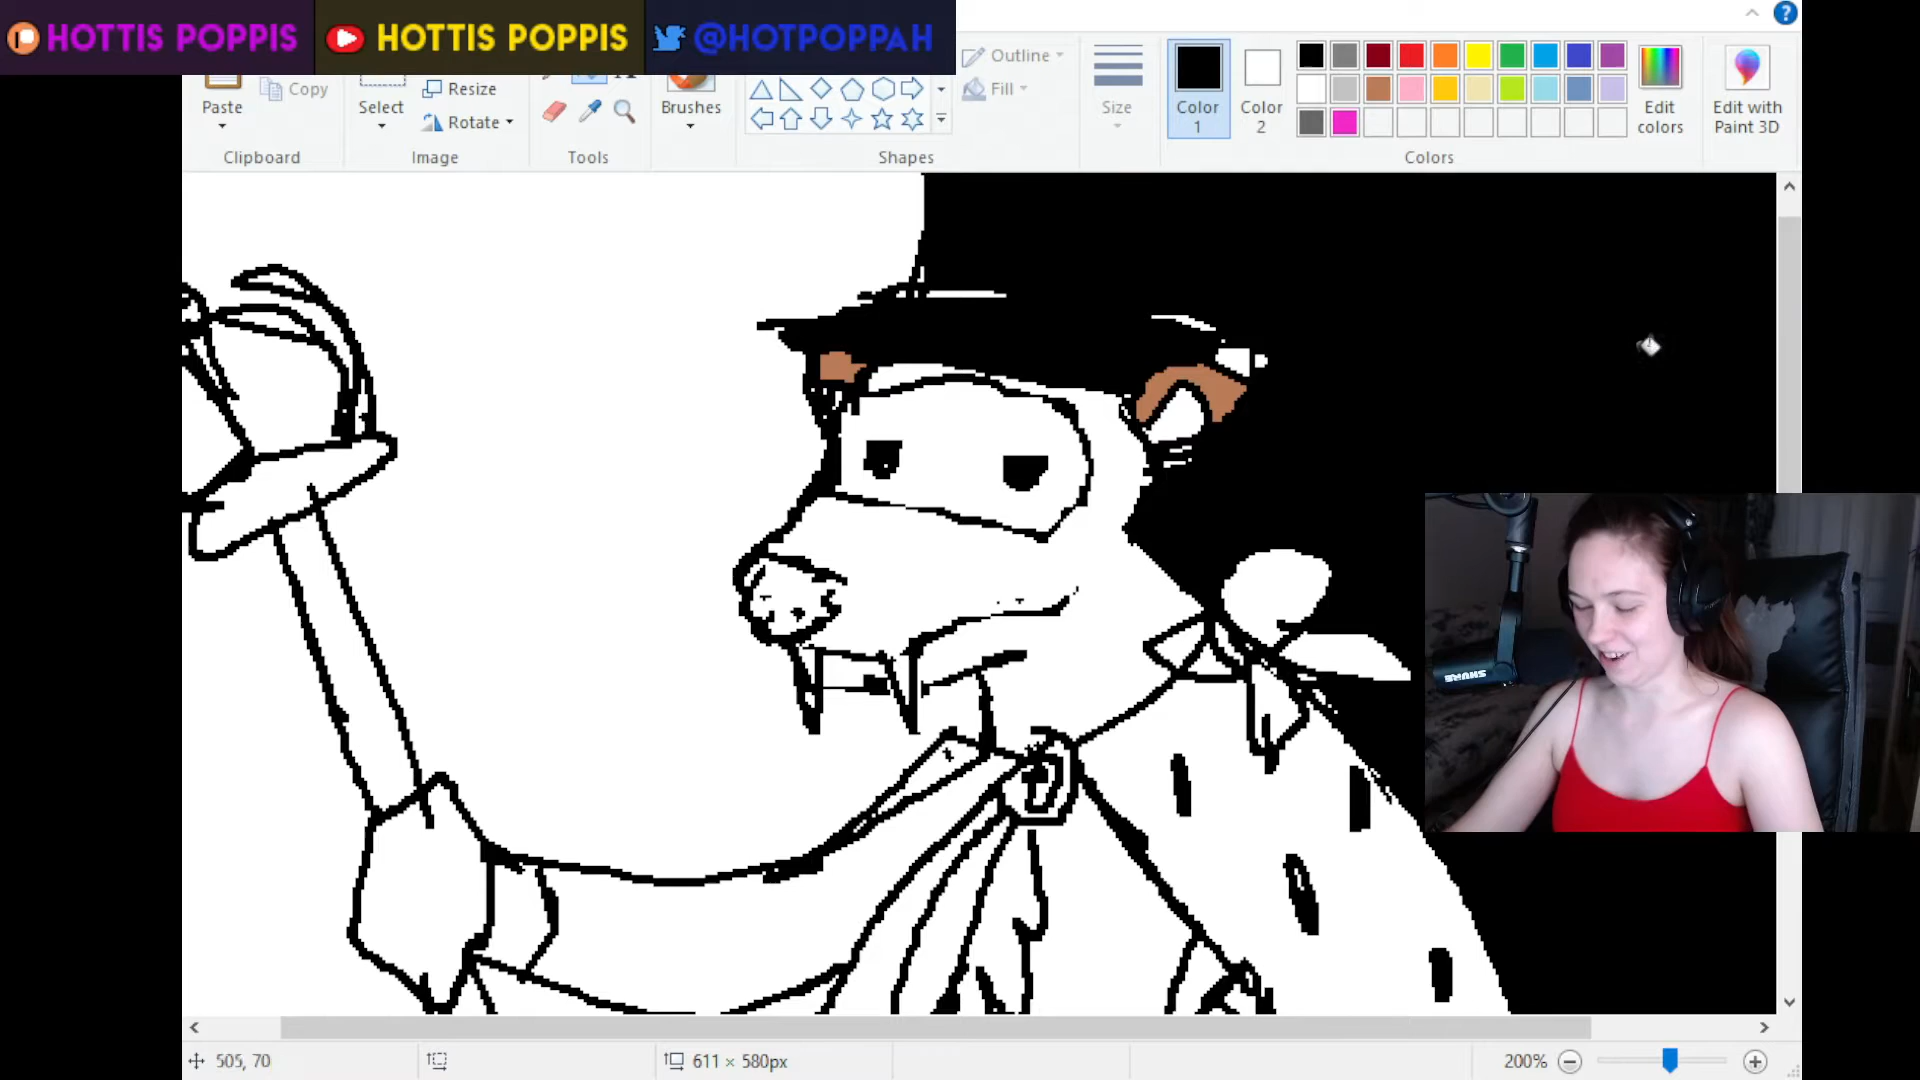 HOTTIS POPPIS HOTTIS POPPIS @HOTPOPPAH
Outline
Paste Copy Select Resize Brushes Fill Size Color 1 Color 2 Edit colors Edit with Paint 3D
Rotate
Clipboard Image Tools Shapes Colors
SHURE
505, 70 611 × 580px 200%